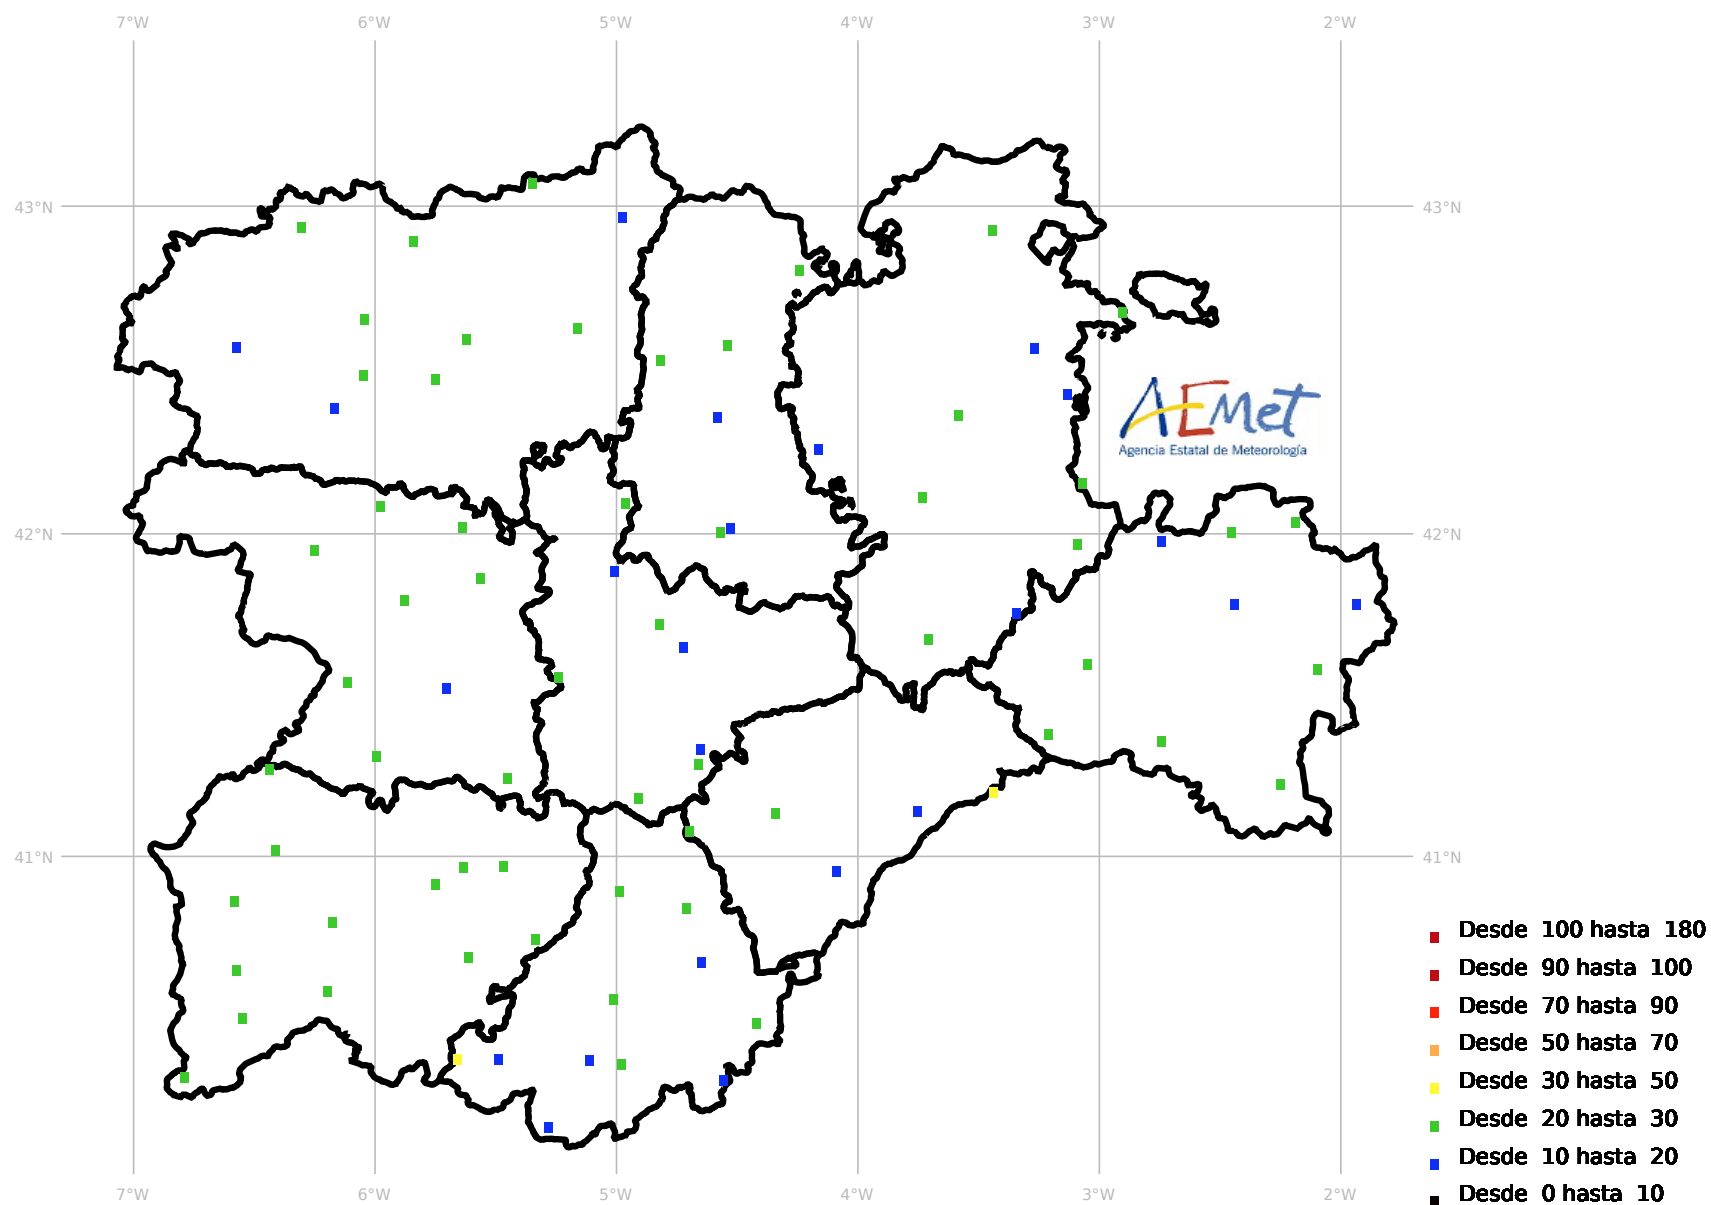 7°W 6°W 5°W 4°W 3°W 2°W
43°N 43°N
AEMet
Agencia Estatal de Meteorología
42°N 42°N
41°N 41°N
Desde 100 hasta 180
Desde 90 hasta 100
Desde 70 hasta 90
Desde 50 hasta 70
Desde 30 hasta 50
Desde 20 hasta 30
Desde 10 hasta 20
Desde 0 hasta 10
7°W 6°W 5°W 4°W 3°W 2°W